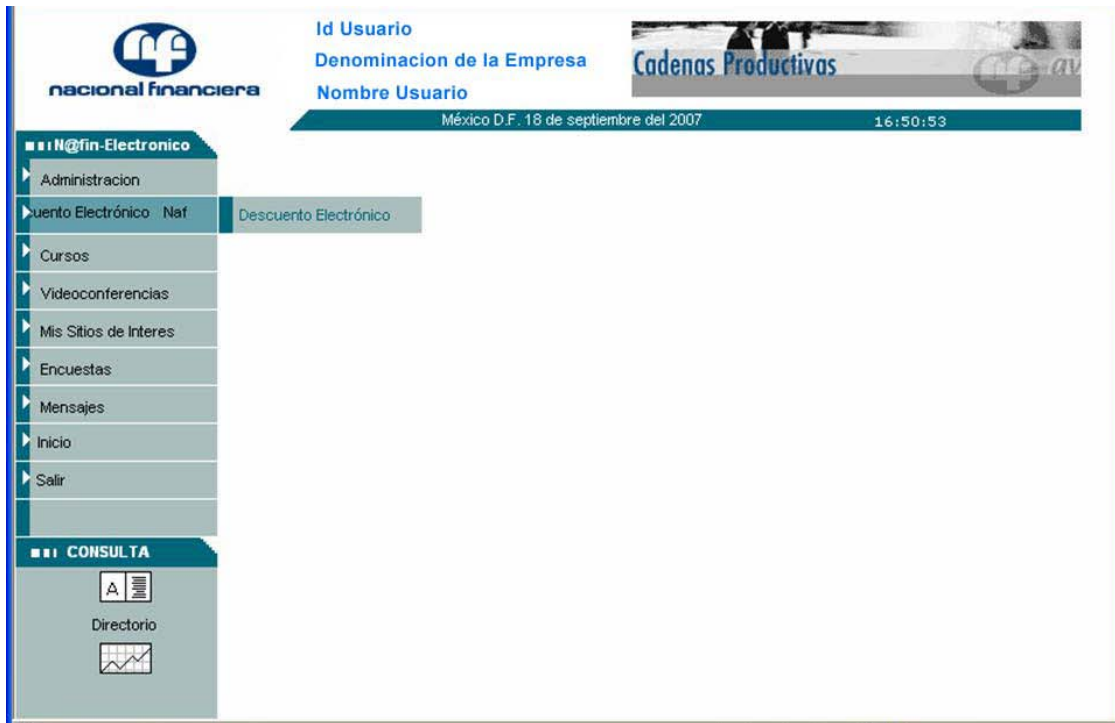 nacional financiera
Id Usuario
Denominacion de la Empresa
Nombre Usuario
Cadenas Productivas
av
México D.F. 18 de septiembre del 2007 16:50:53
N@fin-Electronico
Administracion
uento Electrónico Naf
Descuento Electrónico
Cursos
Videoconferencias
Mis Sitios de Interes
Encuestas
Mensajes
Inicio
Salir
CONSULTA
A
Directorio